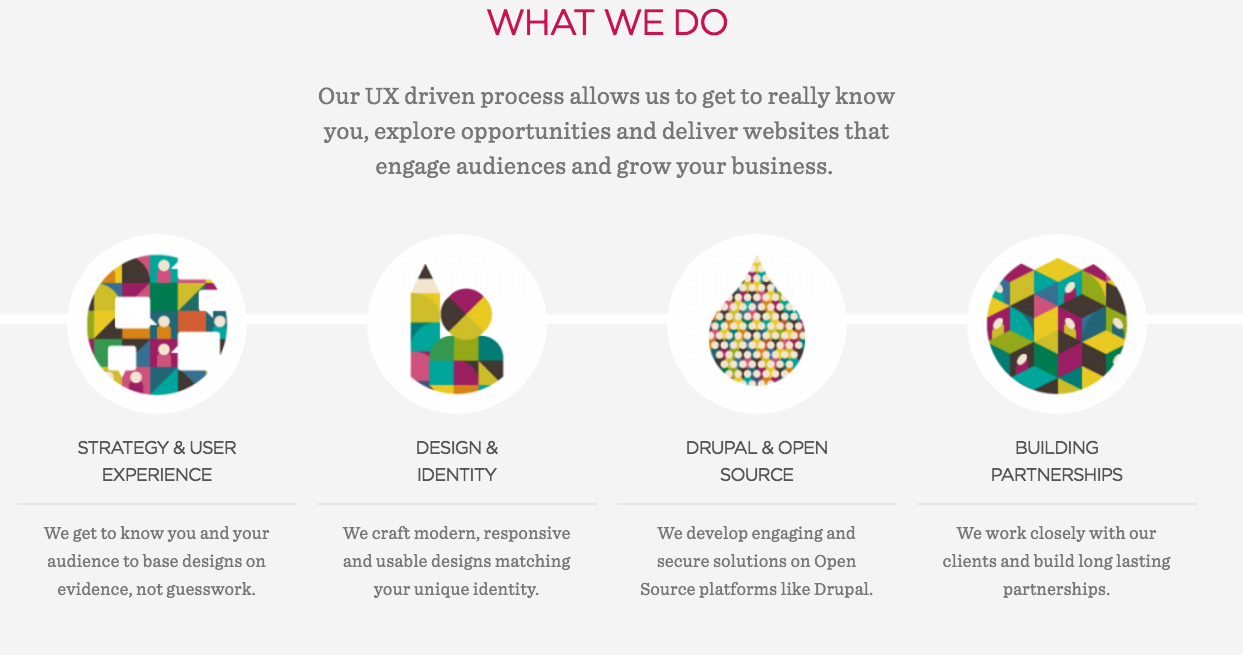 WHAT WE DO
Our UX driven process allows us to get to really know
you, explore opportunities and deliver websites that
engage audiences and grow your business.
STRATEGY & USER
EXPERIENCE
We get to know you and your
audience to base designs on
evidence, not guesswork.
DESIGN &
IDENTITY
We craft modern, responsive
and usable designs matching
your unique identity.
DRUPAL & OPEN
SOURCE
We develop engaging and
secure solutions on Open
Source platforms like Drupal.
BUILDING
PARTNERSHIPS
We work closely with our
clients and build long lasting
partnerships.